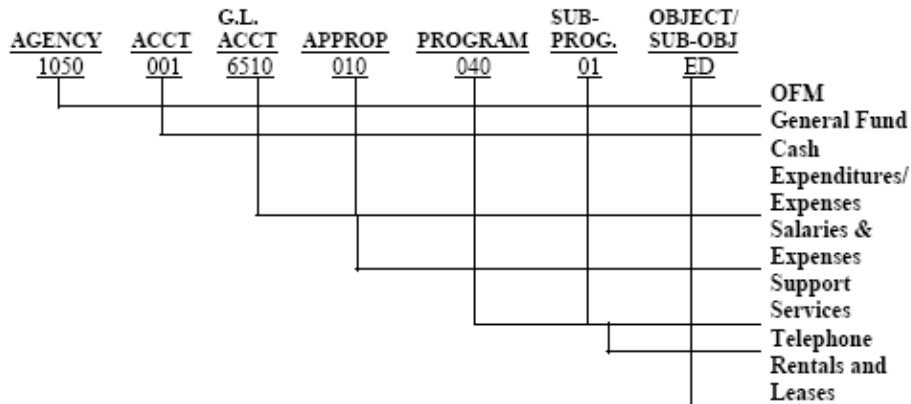 G.L. SUB- OBJECT/
AGENCY ACCT ACCT APPROP PROGRAM PROG. SUB-OBJ
1050 001 6510 010 040 01 ED
OFM
General Fund
Cash
Expenditures/
Expenses
Salaries &
Expenses
Support
Services
Telephone
Rentals and
Leases